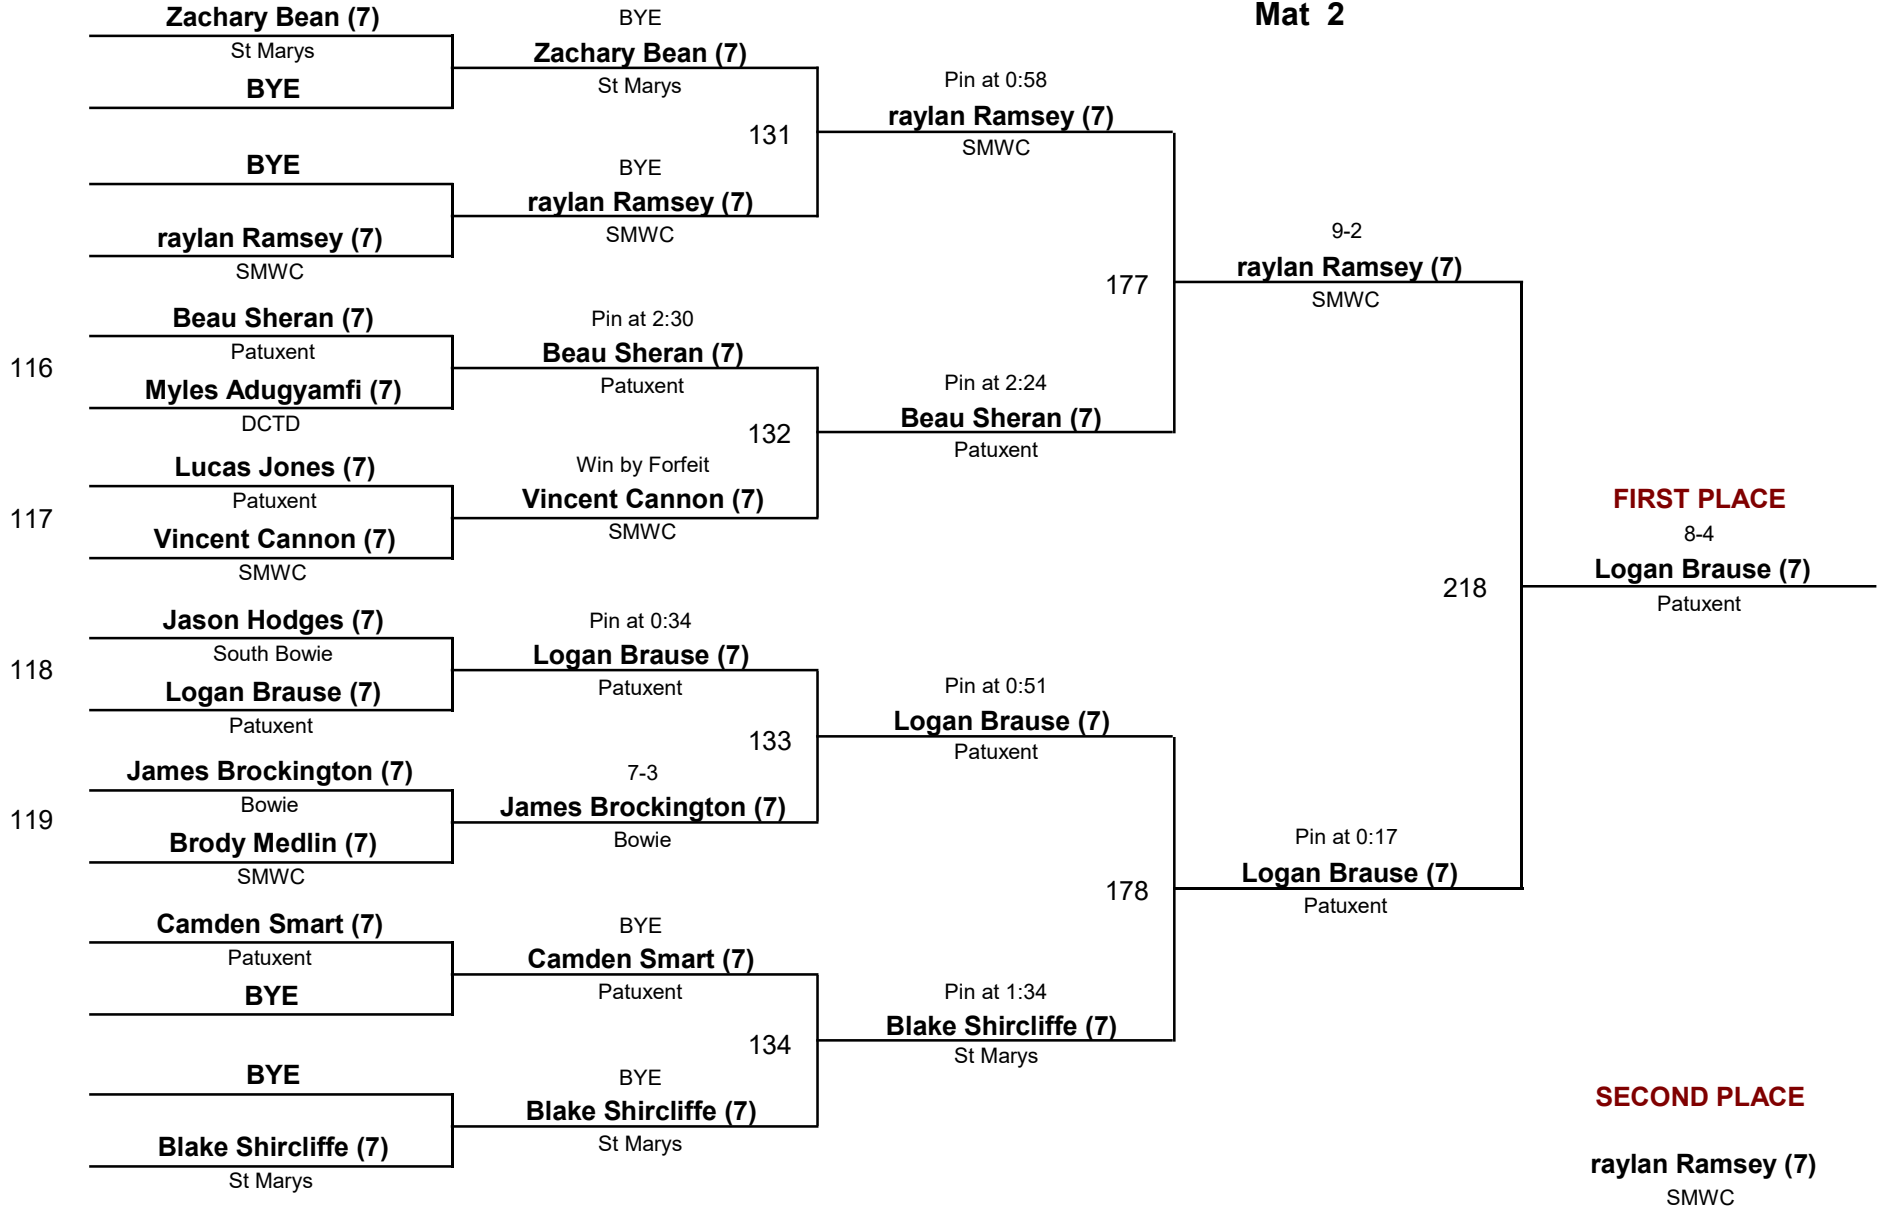 Mat 2
Zachary Bean (7)
St Marys
BYE
BYE
raylan Ramsey (7)
SMWC
Beau Sheran (7)
Patuxent
116
Myles Adugyamfi (7)
DCTD
Lucas Jones (7)
Patuxent
117
Vincent Cannon (7)
SMWC
Jason Hodges (7)
South Bowie
118
Logan Brause (7)
Patuxent
James Brockington (7)
Bowie
119
Brody Medlin (7)
SMWC
Camden Smart (7)
Patuxent
BYE
BYE
Blake Shircliffe (7)
St Marys
BYE
Zachary Bean (7)
St Marys
131
BYE
raylan Ramsey (7)
SMWC
Pin at 2:30
Beau Sheran (7)
Patuxent
132
Win by Forfeit
Vincent Cannon (7)
SMWC
Pin at 0:34
Logan Brause (7)
Patuxent
133
7-3
James Brockington (7)
Bowie
BYE
Camden Smart (7)
Patuxent
134
BYE
Blake Shircliffe (7)
St Marys
Pin at 0:58
raylan Ramsey (7)
SMWC
177
Pin at 2:24
Beau Sheran (7)
Patuxent
Pin at 0:51
Logan Brause (7)
Patuxent
178
Pin at 1:34
Blake Shircliffe (7)
St Marys
9-2
raylan Ramsey (7)
SMWC
218
Pin at 0:17
Logan Brause (7)
Patuxent
FIRST PLACE
8-4
Logan Brause (7)
Patuxent
SECOND PLACE
raylan Ramsey (7)
SMWC